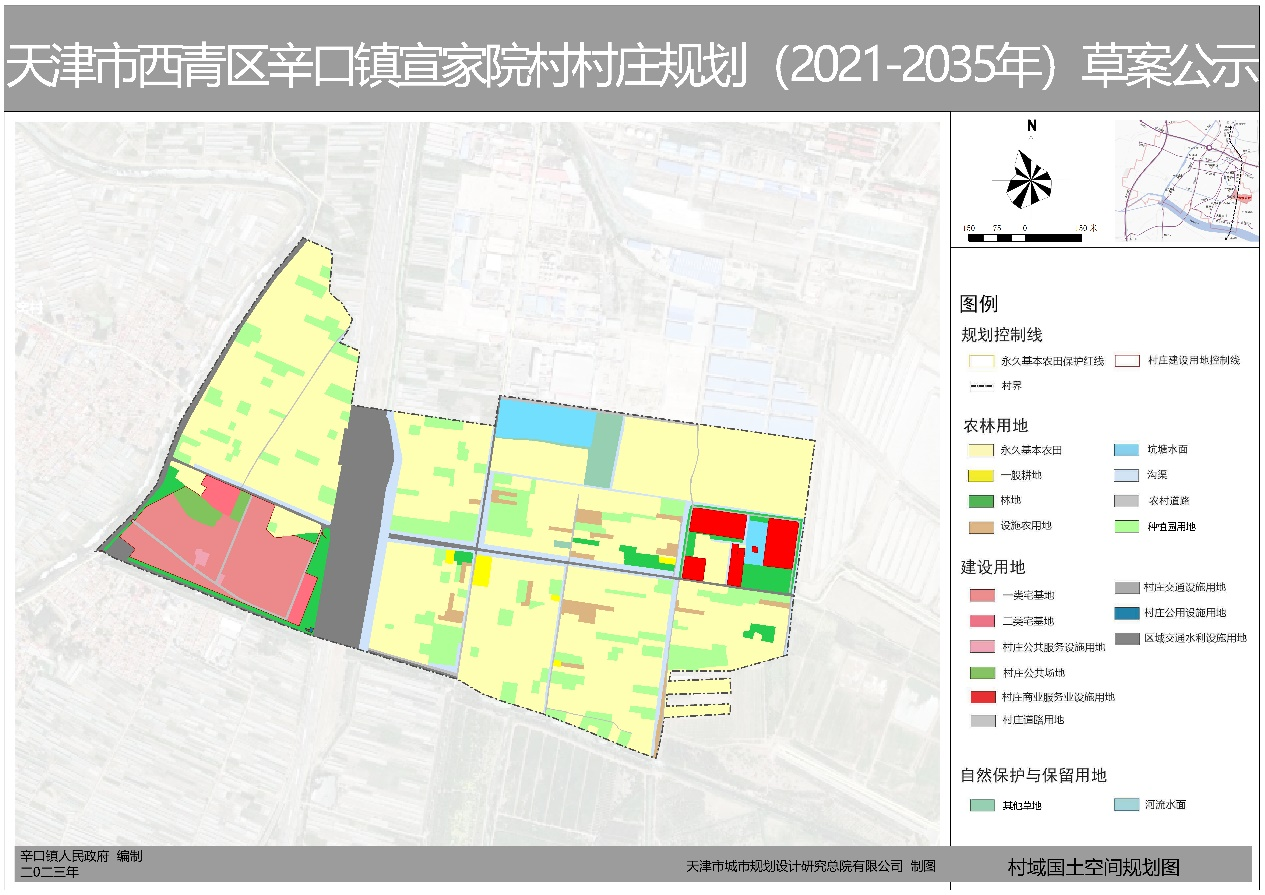 天津市西青区辛口镇宣家院村村庄规划（2021-2035年）草案公示
N
150 75 0 150 米
图例
规划控制线
永久基本农田保护红线
村庄建设用地控制线
村界
农林用地
永久基本农田
坑塘水面
一般耕地
沟渠
林地
农村道路
设施农用地
种植园用地
建设用地
一类宅基地
村庄交通设施用地
二类宅基地
村庄公用设施用地
村庄公共服务设施用地
区域交通水利设施用地
村庄公共场地
村庄商业服务业设施用地
村庄道路用地
自然保护与保留用地
其他草地
河流水面
辛口镇人民政府 编制
二〇二三年
天津市城市规划设计研究总院有限公司 制图
村域国土空间规划图